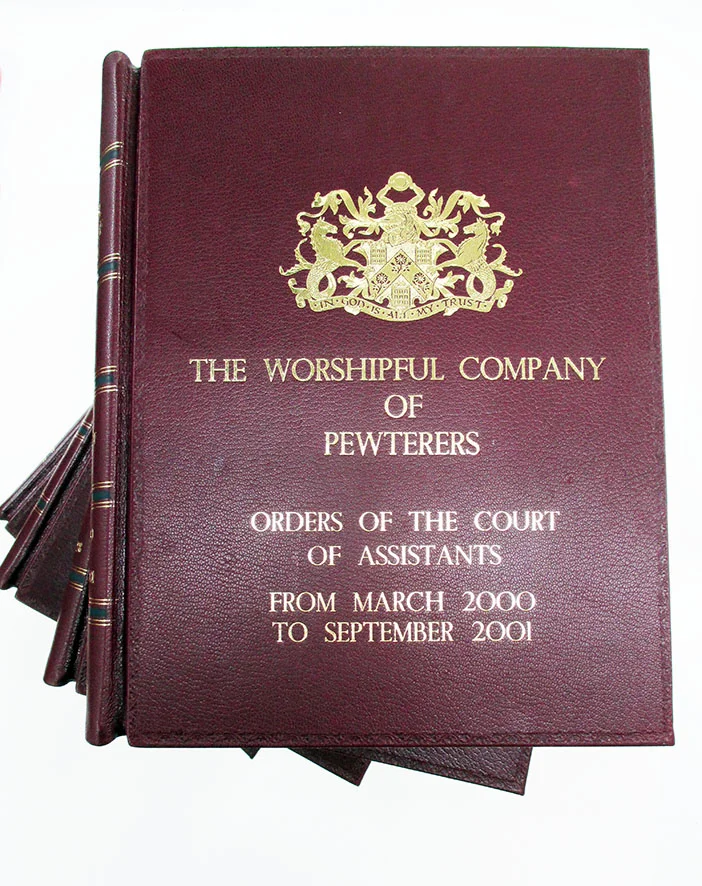 IN·GOD·IS·ALL·MY·TRUST·
THE WORSHIPFUL COMPANY
OF
PEWTERERS
ORDERS OF THE COURT
OF ASSISTANTS
FROM MARCH 2000
TO SEPTEMBER 2001